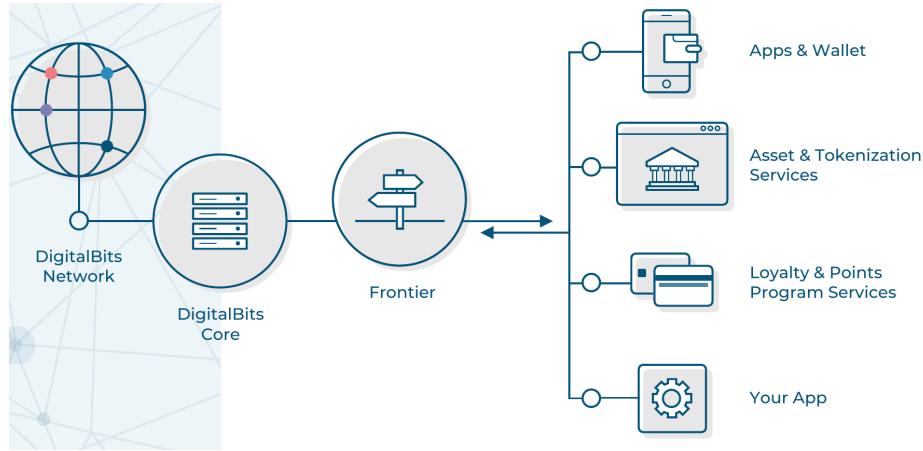 DigitalBits
Network
DigitalBits
Core
Frontier
Apps & Wallet
Asset & Tokenization
Services
Loyalty & Points
Program Services
Your App